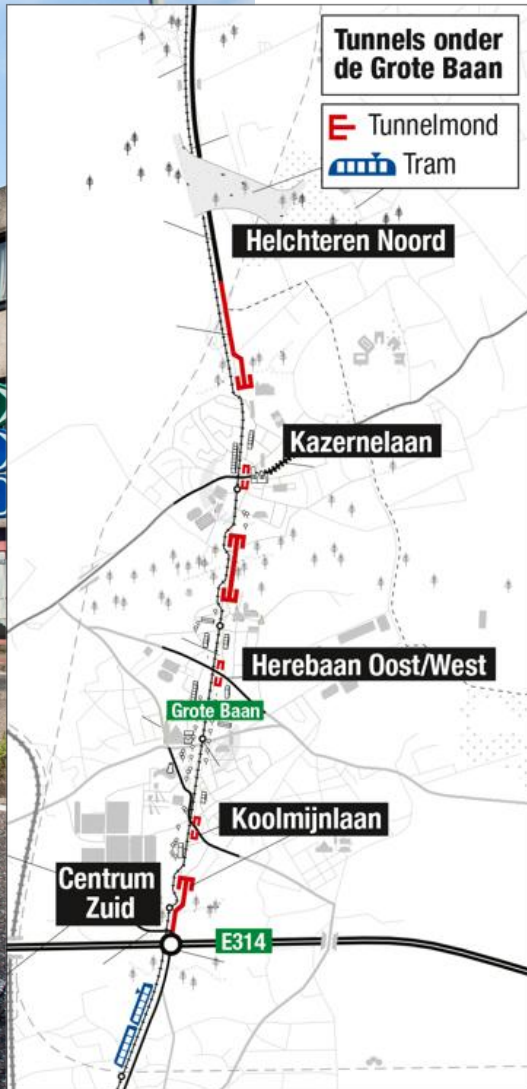 Tunnels onder
de Grote Baan
Tunnelmond
Tram
Helchteren Noord
Kazernelaan
Herebaan Oost/West
Grote Baan
Koolmijnlaan
Centrum
Zuid
E314